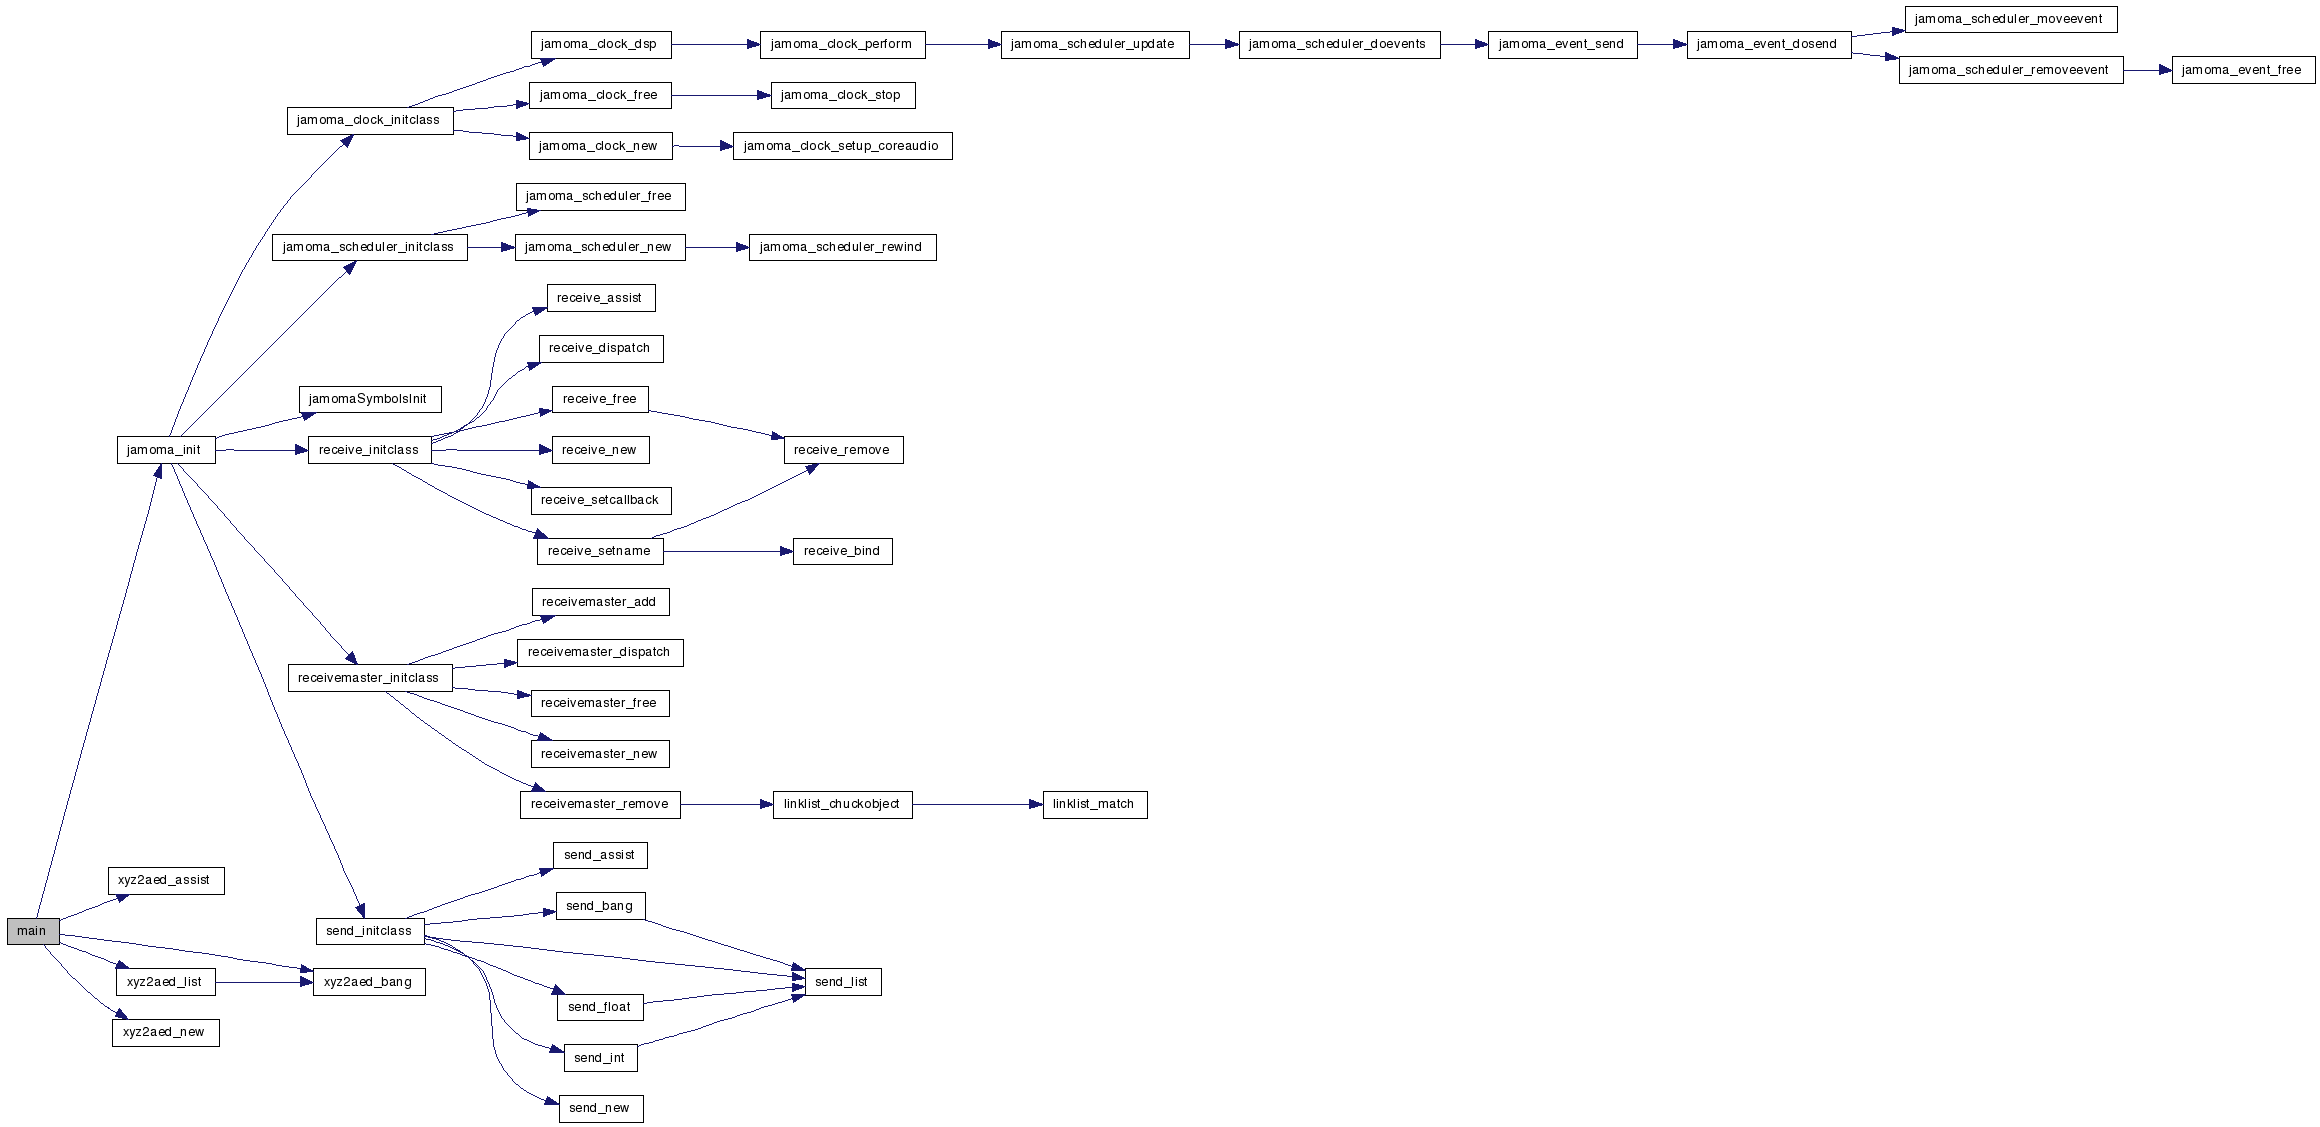 jamoma_scheduler_moveevent
jamoma_clock_dsp
jamoma_clock_perform
jamoma_scheduler_update
jamoma_scheduler_doevents
jamoma_event_send
jamoma_event_dosend
jamoma_scheduler_removeevent
jamoma_event_free
jamoma_clock_free
jamoma_clock_stop
jamoma_clock_initclass
jamoma_clock_new
jamoma_clock_setup_coreaudio
jamoma_scheduler_free
jamoma_scheduler_initclass
jamoma_scheduler_new
jamoma_scheduler_rewind
receive_assist
receive_dispatch
jamomaSymbolsInit
receive_free
jamoma_init
receive_initclass
receive_new
receive_remove
receive_setcallback
receive_setname
receive_bind
receivemaster_add
receivemaster_dispatch
receivemaster_initclass
receivemaster_free
receivemaster_new
receivemaster_remove
linklist_chuckobject
linklist_match
send_assist
xyz2aed_assist
send_bang
main
send_initclass
xyz2aed_list
xyz2aed_bang
send_list
send_float
xyz2aed_new
send_int
send_new